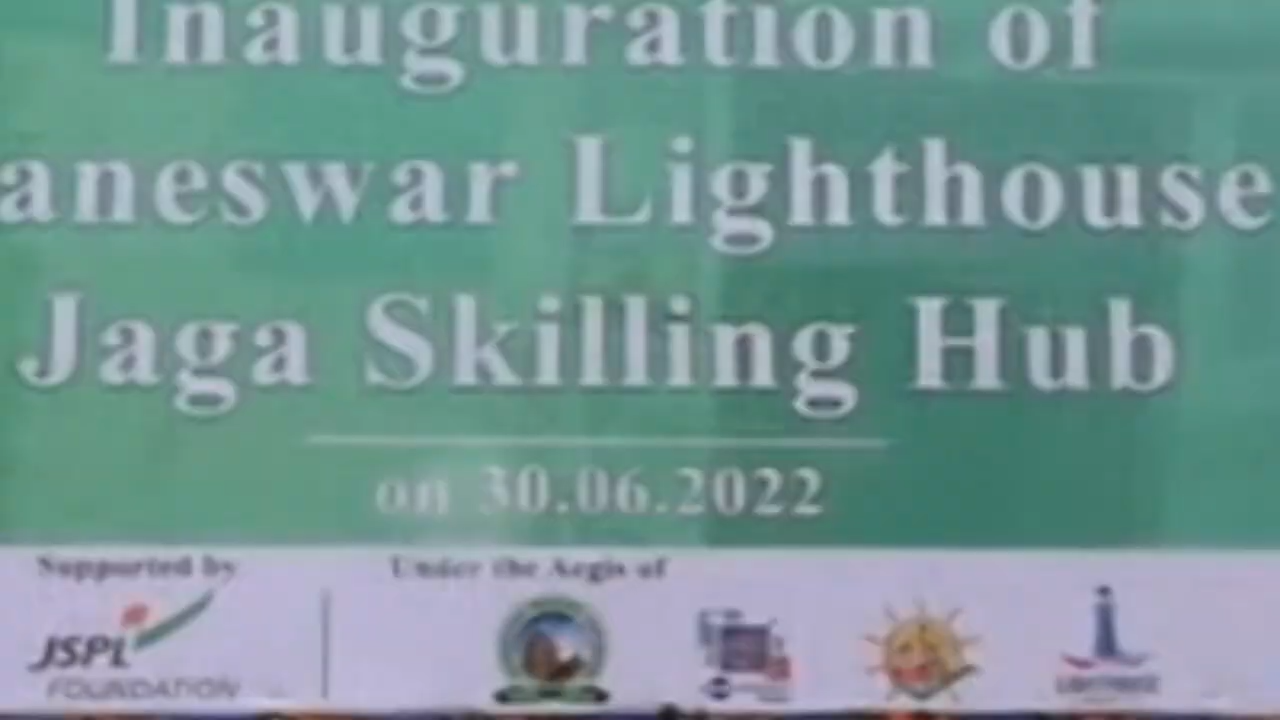 Inauguration of
aneswar Lighthouse
Jaga Skilling Hub
on 30.06.2022
Supported by
Under the Aegis of
JSPL
FOUNDATION
LIGHTHOUSE